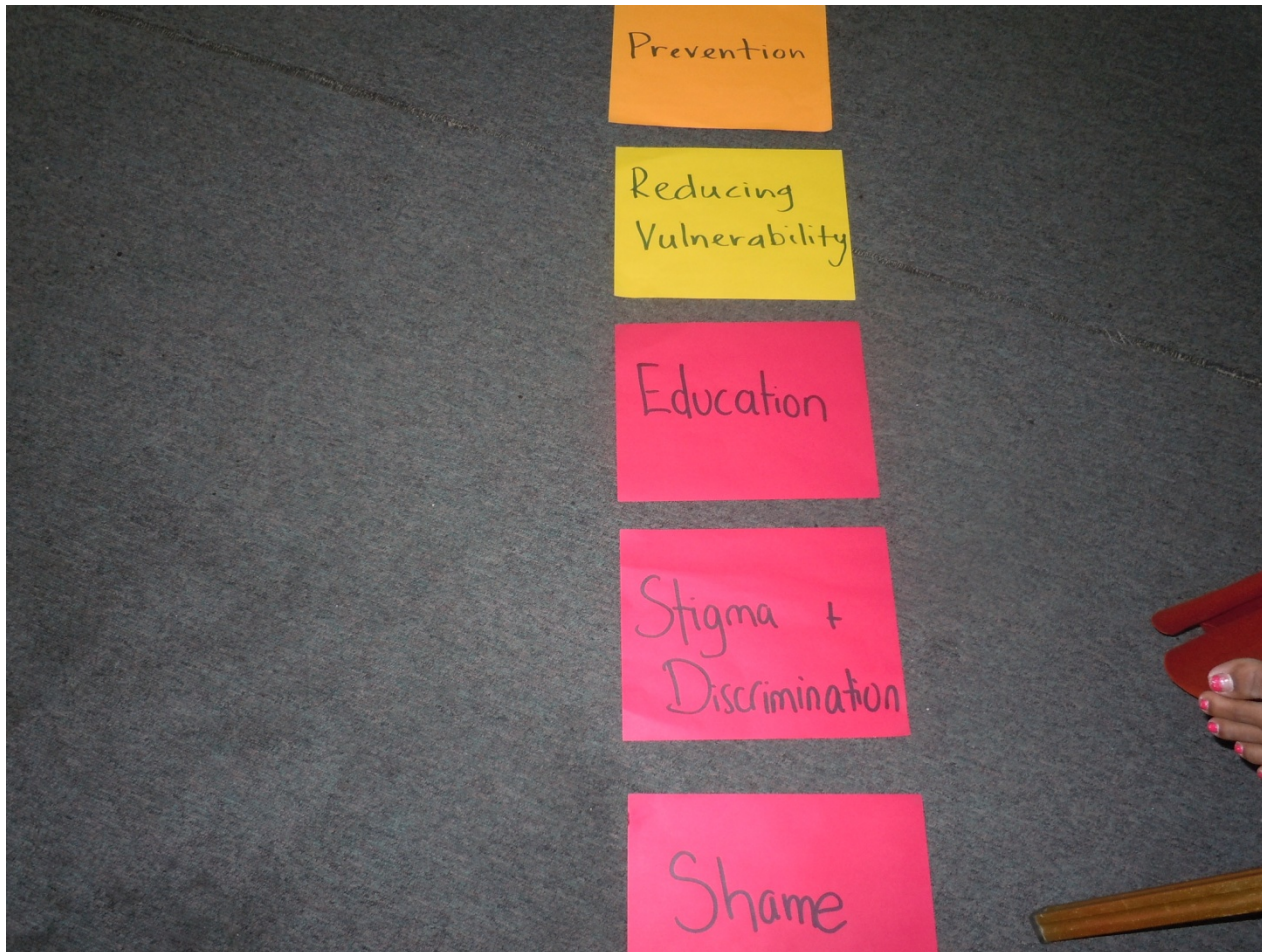 Prevention
Reducing
Vulnerability
Education
Stigma +
Discrimination
Shame